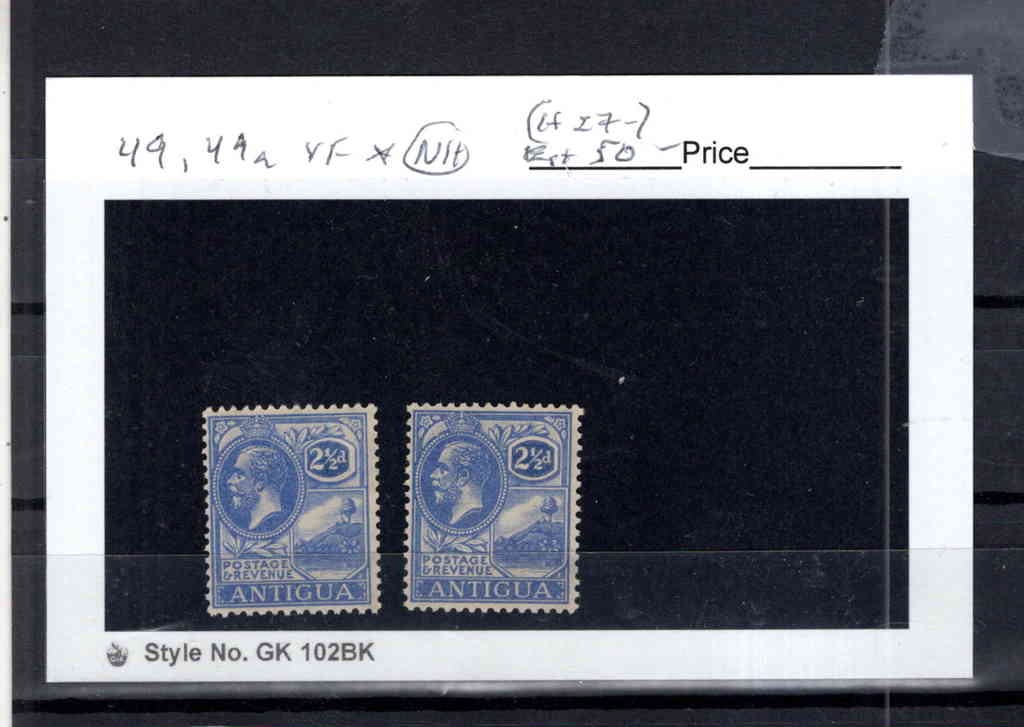 (if 27-)
49, 49a VF * NH Est 50 - Price
2½d
POSTAGE
& REVENUE
ANTIGUA
2½d
POSTAGE
& REVENUE
ANTIGUA
Style No. GK 102BK